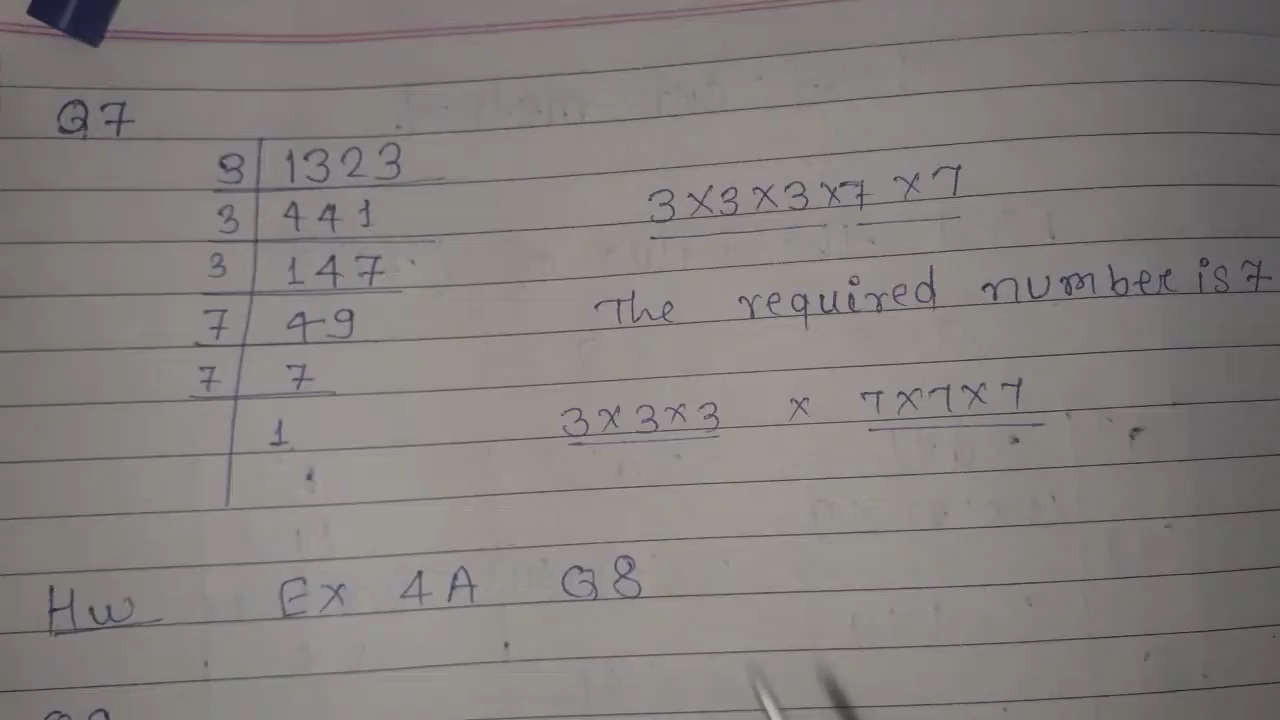 Q7
3 | 1323
3 | 441
3 | 147
7 | 49
7 | 7
1
3×3×3×7×7
The required number is 7
3×3×3 × 7×7×7
HW Ex 4A Q8